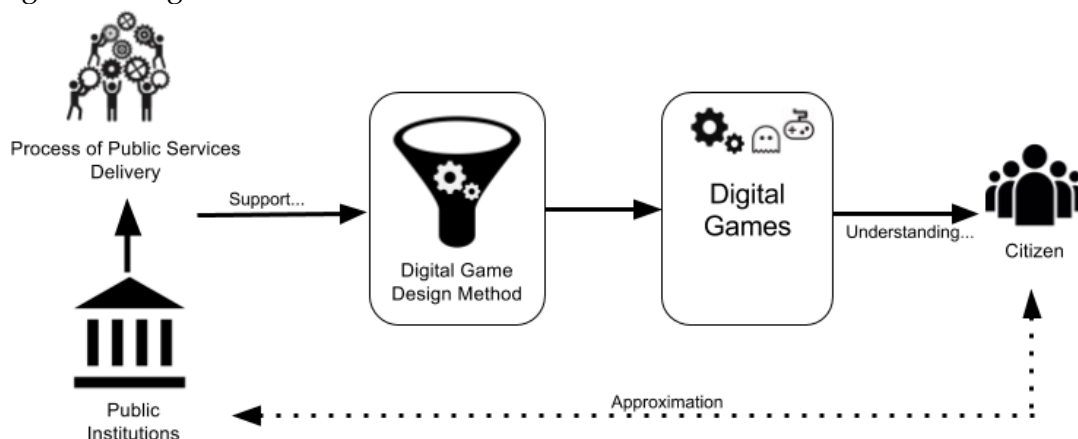 Process of Public Services
Delivery
Support...
Digital Game
Design Method
Digital
Games
Understanding...
Citizen
Approximation
Public
Institutions